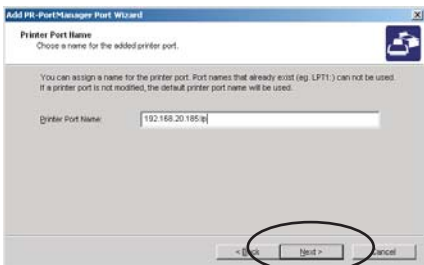 Add PR-PortManager Port Wizard
Printer Port Name
Choose a name for the added printer port.
You can assign a name for the printer port. Port names that already exist (eg. LPT1:) can not be used.
If a printer port is not modified, the default printer port name will be used.
Printer Port Name:
192.168.20.185:lp
< Back
Next >
Cancel